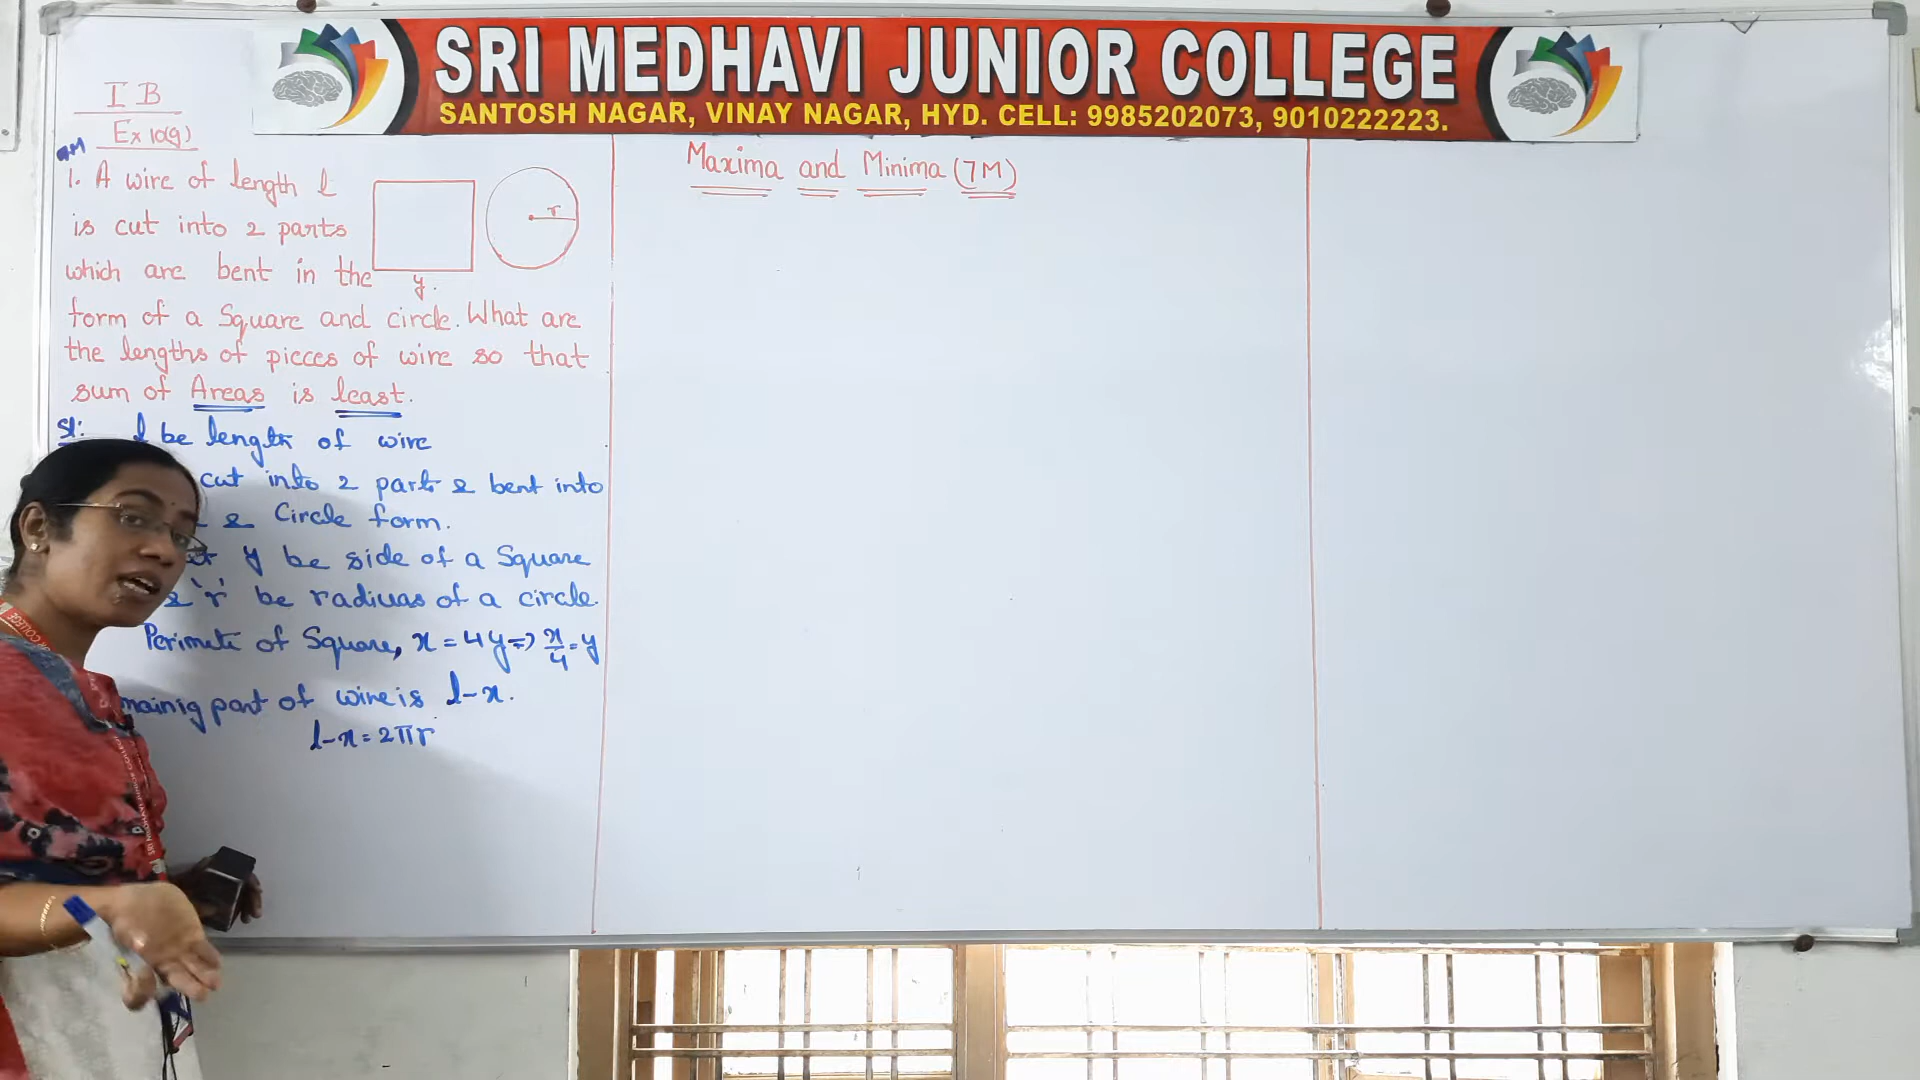 SRI MEDHAVI JUNIOR COLLEGE
SANTOSH NAGAR, VINAY NAGAR, HYD. CELL: 9985202073, 9010222223.
I B
Ex 10(g)
7M
1. A wire of length l
is cut into 2 parts
which are bent in the
form of a Square and circle. What are
the lengths of pieces of wire so that
sum of Areas is least.
r
y.
Sol: l be length of wire
cut into 2 parts & bent into
& Circle form.
y be side of a Square
& 'r' be radiuas of a circle.
Perimete of Square, x = 4y => x/4 = y
part of wire is l-x.
l-x = 2πr
Maxima and Minima (7M)